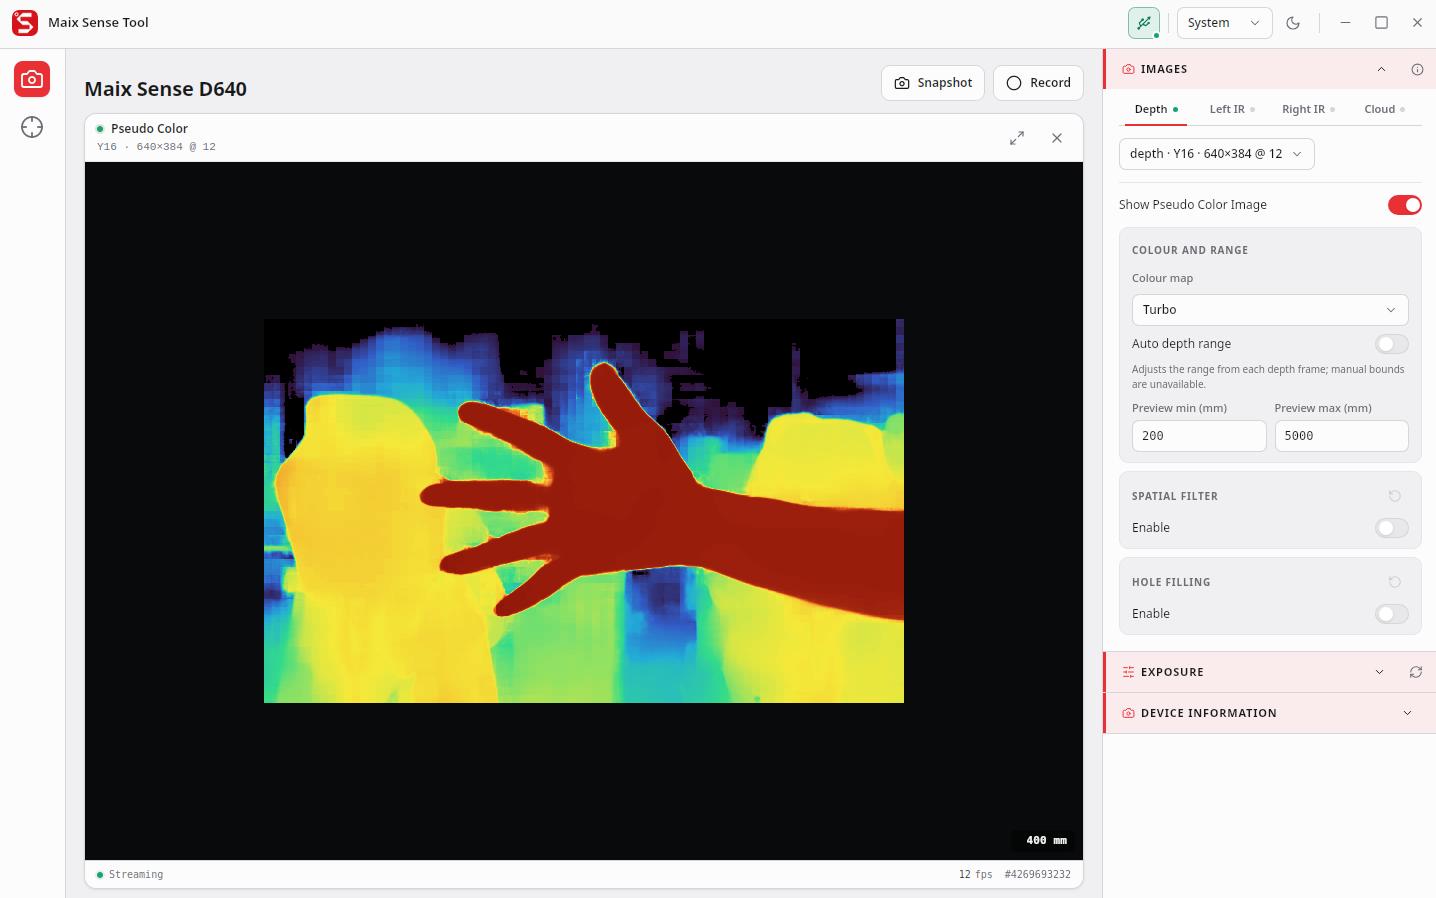 Maix Sense Tool
System
Maix Sense D640
Snapshot
Record
Pseudo Color
Y16 · 640×384 @ 12
400 mm
Streaming
12 fps #4269693232
IMAGES
Depth
Left IR
Right IR
Cloud
depth · Y16 · 640×384 @ 12
Show Pseudo Color Image
COLOUR AND RANGE
Colour map
Turbo
Auto depth range
Adjusts the range from each depth frame; manual bounds
are unavailable.
Preview min (mm)
Preview max (mm)
200
5000
SPATIAL FILTER
Enable
HOLE FILLING
Enable
EXPOSURE
DEVICE INFORMATION